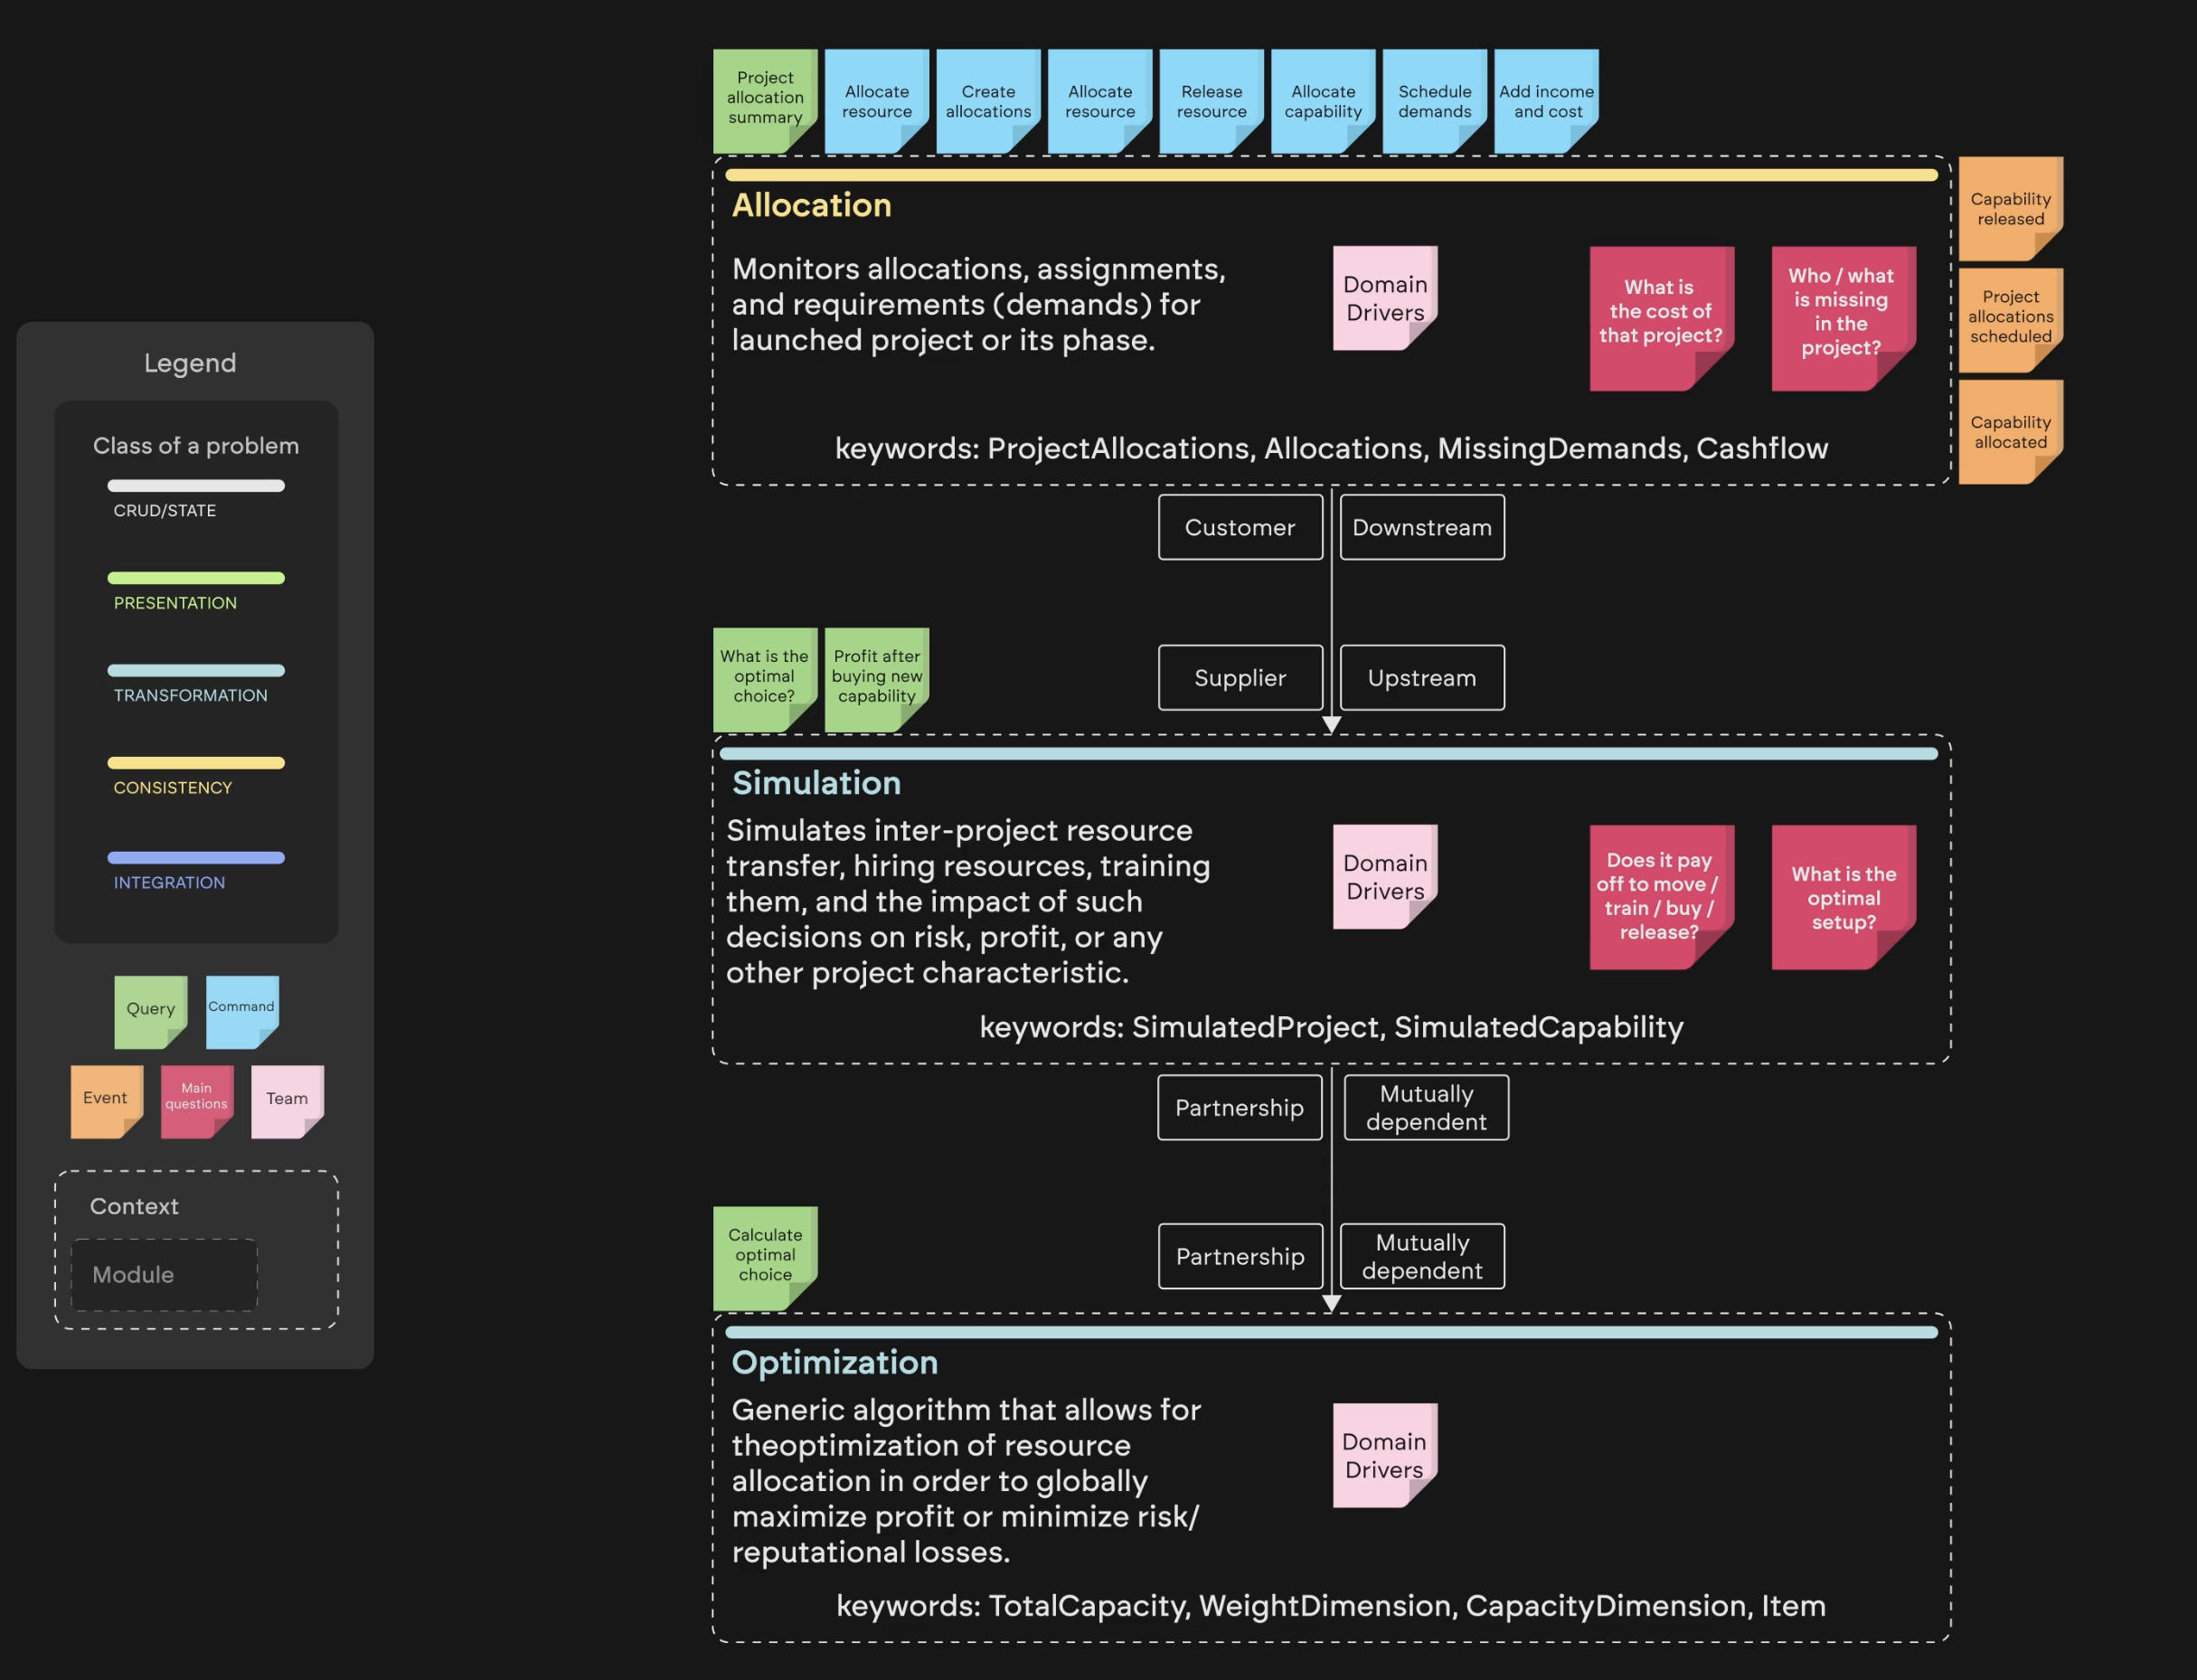 Project
allocation
summary
Allocate
resource
Create
allocations
Allocate
resource
Release
resource
Allocate
capability
Schedule
demands
Add income
and cost
Allocation
Monitors allocations, assignments,
and requirements (demands) for
launched project or its phase.
Domain
Drivers
What is
the cost of
that project?
Who / what
is missing
in the
project?
keywords: ProjectAllocations, Allocations, MissingDemands, Cashflow
Capability
released
Project
allocations
scheduled
Capability
allocated
Customer
Downstream
Supplier
Upstream
What is the
optimal
choice?
Profit after
buying new
capability
Simulation
Simulates inter-project resource
transfer, hiring resources, training
them, and the impact of such
decisions on risk, profit, or any
other project characteristic.
Domain
Drivers
Does it pay
off to move /
train / buy /
release?
What is the
optimal
setup?
keywords: SimulatedProject, SimulatedCapability
Partnership
Mutually
dependent
Partnership
Mutually
dependent
Calculate
optimal
choice
Optimization
Generic algorithm that allows for
theoptimization of resource
allocation in order to globally
maximize profit or minimize risk/
reputational losses.
Domain
Drivers
keywords: TotalCapacity, WeightDimension, CapacityDimension, Item
Legend
Class of a problem
CRUD/STATE
PRESENTATION
TRANSFORMATION
CONSISTENCY
INTEGRATION
Query
Command
Event
Main
questions
Team
Context
Module